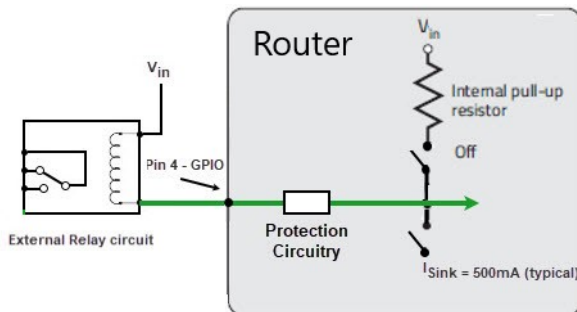 Router
Vin
Internal pull-up
resistor
Off
Vin
Pin 4 - GPIO
External Relay circuit
Protection
Circuitry
ISink = 500mA (typical)